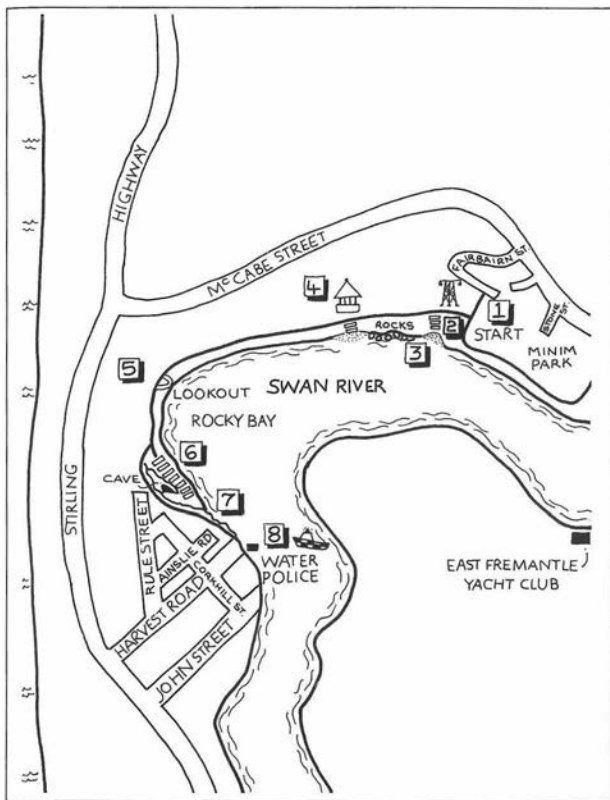 HIGHWAY
McCABE STREET
FAIRBAIRN ST.
STONE ST.
4
1
START
2
ROCKS
3
MINIM
PARK
5
LOOKOUT
SWAN RIVER
ROCKY BAY
6
CAVE
7
8
STIRLING
RULE STREET
AINSLIE RD
CORKHILL ST.
WATER
POLICE
EAST FREMANTLE
YACHT CLUB
HARVEST ROAD
JOHN STREET